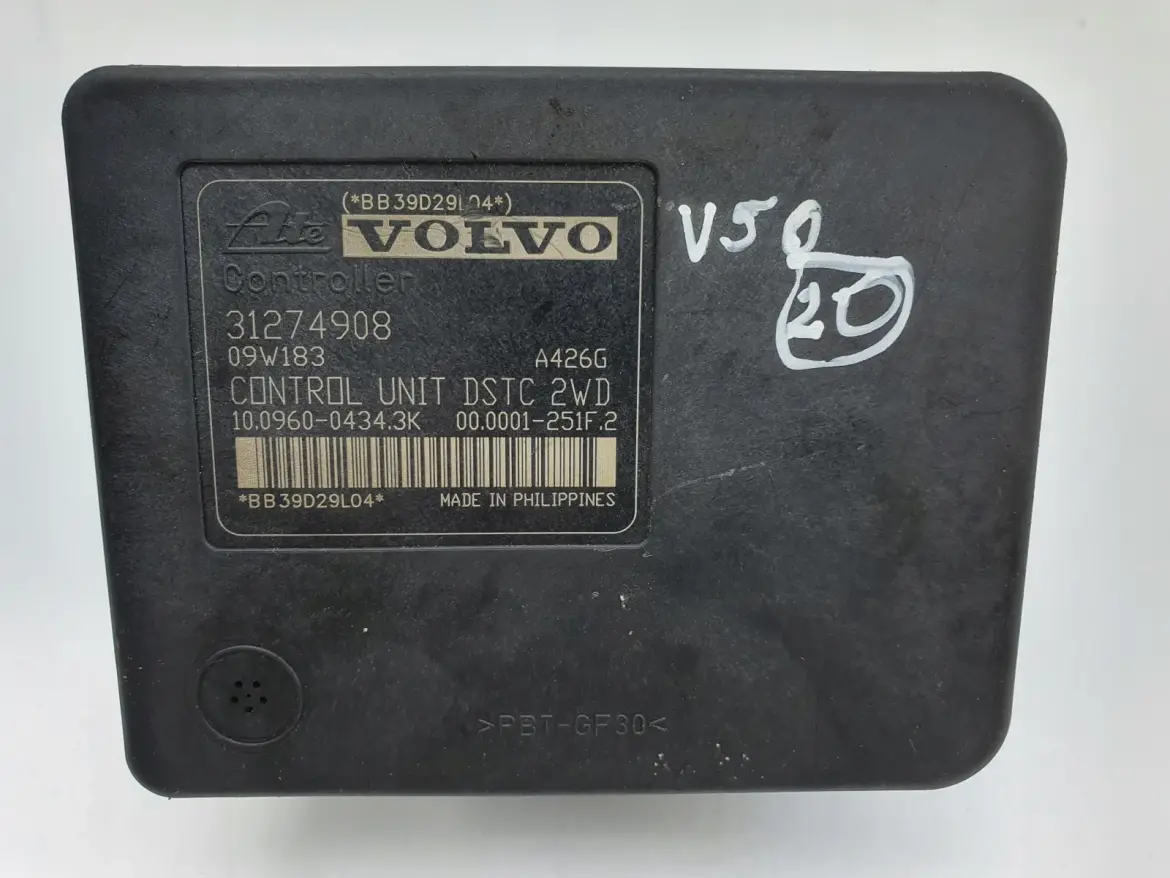 (*BB39D29L04*)
Ate VOLVO
Controller
31274908
09W183 A426G
CONTROL UNIT DSTC 2WD
10.0960-0434.3K 00.0001-251F.2
*BB39D29L04* MADE IN PHILIPPINES
V50
20
>PBT-GF30<